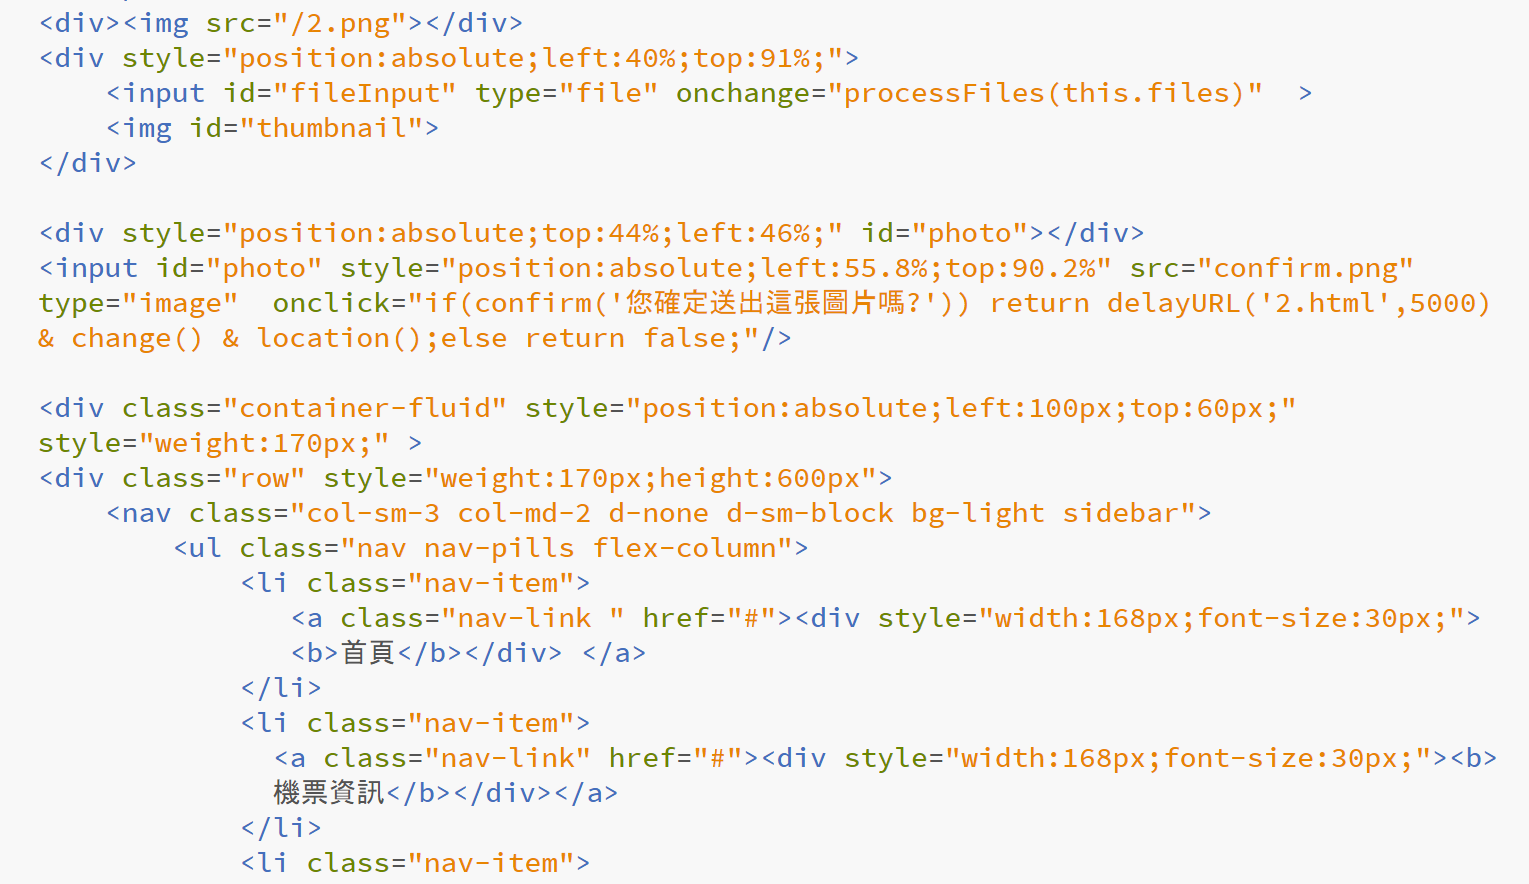 <div><img src="/2.png"></div>
<div style="position:absolute;left:40%;top:91%;">
    <input id="fileInput" type="file" onchange="processFiles(this.files)"  >
    <img id="thumbnail">
</div>

<div style="position:absolute;top:44%;left:46%;" id="photo"></div>
<input id="photo" style="position:absolute;left:55.8%;top:90.2%" src="confirm.png"
type="image"  onclick="if(confirm('您確定送出這張圖片嗎?')) return delayURL('2.html',5000)
& change() & location();else return false;"/>

<div class="container-fluid" style="position:absolute;left:100px;top:60px;"
style="weight:170px;" >
<div class="row" style="weight:170px;height:600px">
    <nav class="col-sm-3 col-md-2 d-none d-sm-block bg-light sidebar">
        <ul class="nav nav-pills flex-column">
            <li class="nav-item">
               <a class="nav-link " href="#"><div style="width:168px;font-size:30px;">
               <b>首頁</b></div> </a>
            </li>
            <li class="nav-item">
              <a class="nav-link" href="#"><div style="width:168px;font-size:30px;"><b>
              機票資訊</b></div></a>
            </li>
            <li class="nav-item">